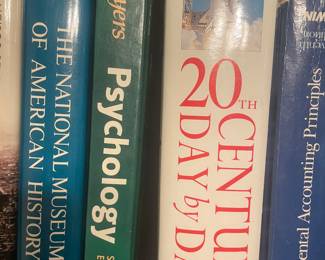 THE NATIONAL MUSEUM
OF AMERICAN HISTORY
yers
Psychology
20TH
CENTU
DAY by DA
ental Accounting Principles